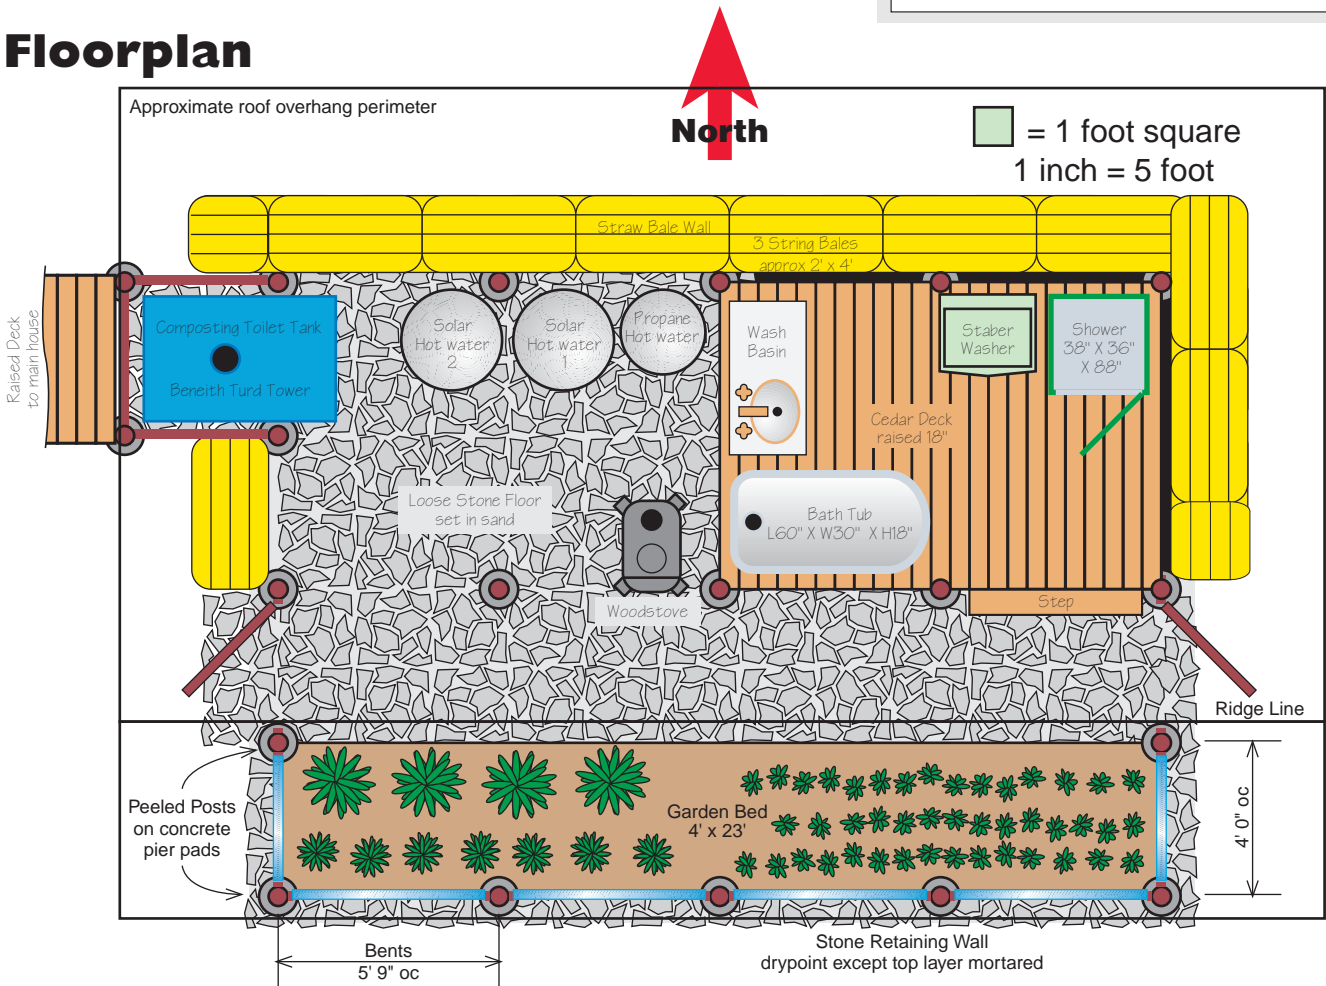 Floorplan
North
Approximate roof overhang perimeter
= 1 foot square
1 inch = 5 foot
Straw Bale Wall
3 String Bales
approx 2' x 4'
Raised Deck
to main house
Composting Toilet Tank
Beneith Turd Tower
Solar
Hot water
2
Solar
Hot water
1
Propane
Hot water
Wash
Basin
Staber
Washer
Shower
38" X 36"
X 88"
Cedar Deck
raised 18"
Loose Stone Floor
set in sand
Bath Tub
L60" X W30" X H18"
Woodstove
Step
Ridge Line
Peeled Posts
on concrete
pier pads
Garden Bed
4' x 23'
4' 0" oc
Bents
5' 9" oc
Stone Retaining Wall
drypoint except top layer mortared